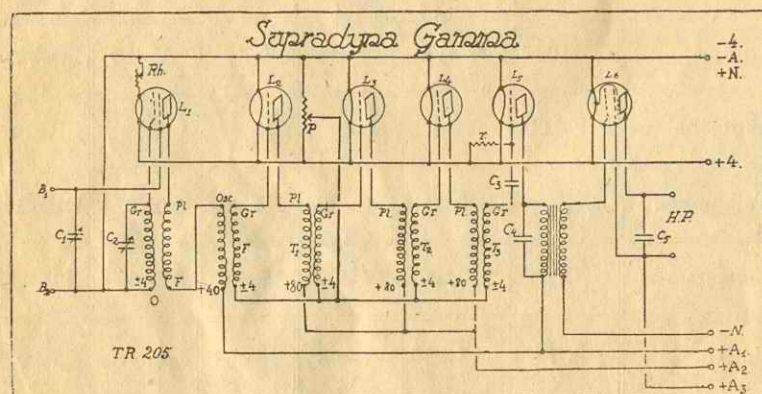 Supradyna Gamma
-4.
-A.
+N.
Rh.
L1
L2
P
L3
L4
L5
L6
r.
+4.
B1
C1
C2
Gr
Pl
Osc.
Gr
F
Pl
T1
Gr
Pl
Gr
T2
Pl
C3
Gr
T3
C4
C5
H.P.
B2
±4
O
F
+40
±4
+80
±4
+80
±4
+80
±4
TR 205.
-N.
+A1
+A2
+A3